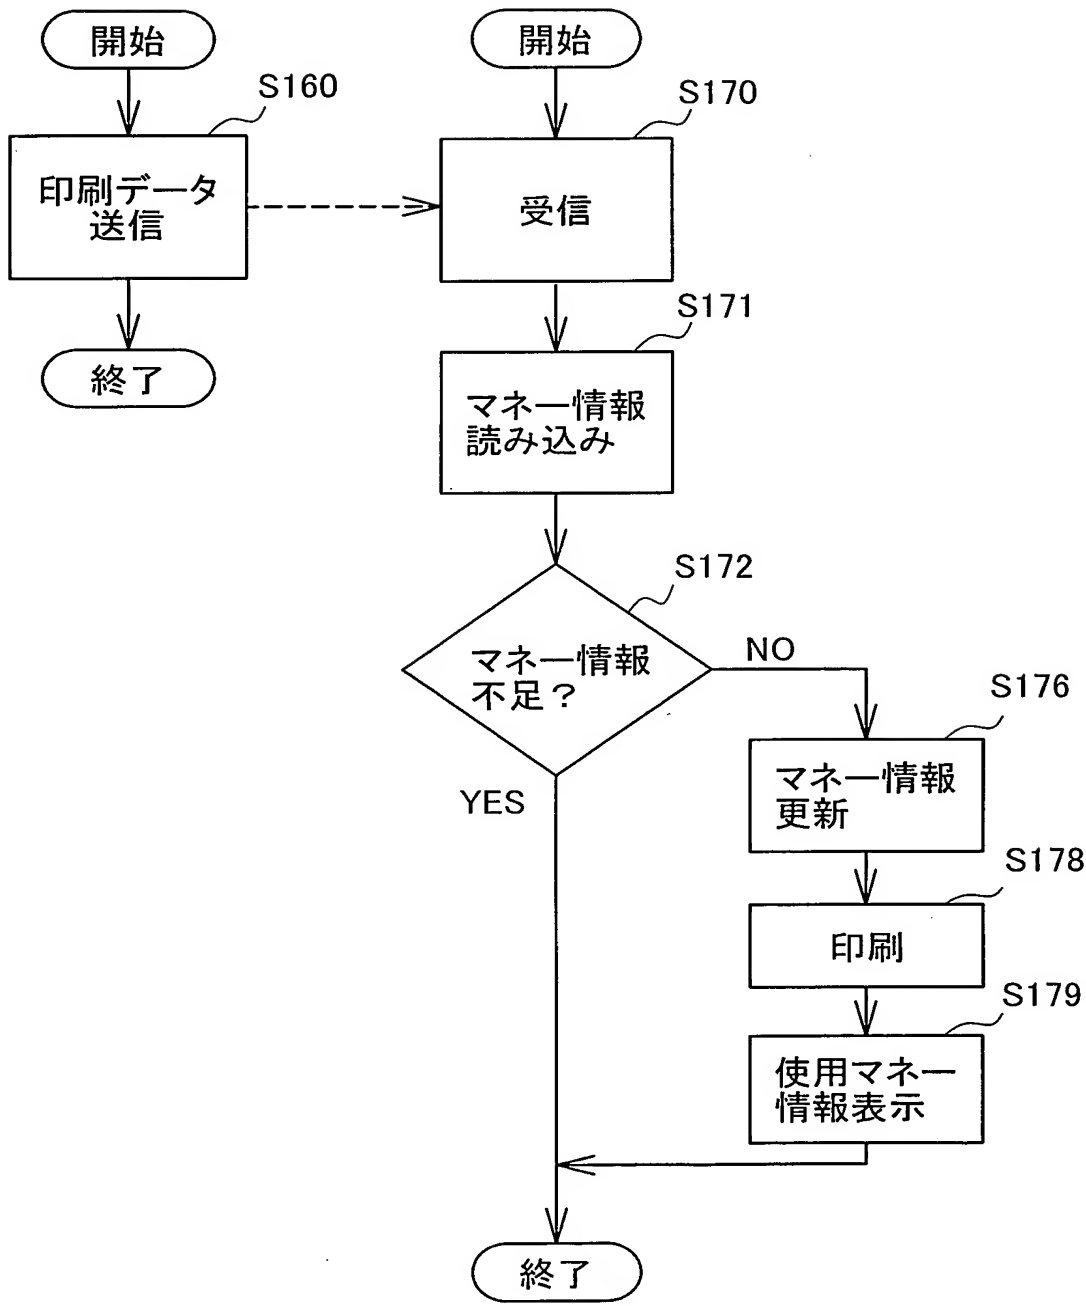 開始
S160
印刷データ
送信
終了
開始
S170
受信
S171
マネー情報
読み込み
S172
マネー情報
不足？
NO
YES
S176
マネー情報
更新
S178
印刷
S179
使用マネー
情報表示
終了